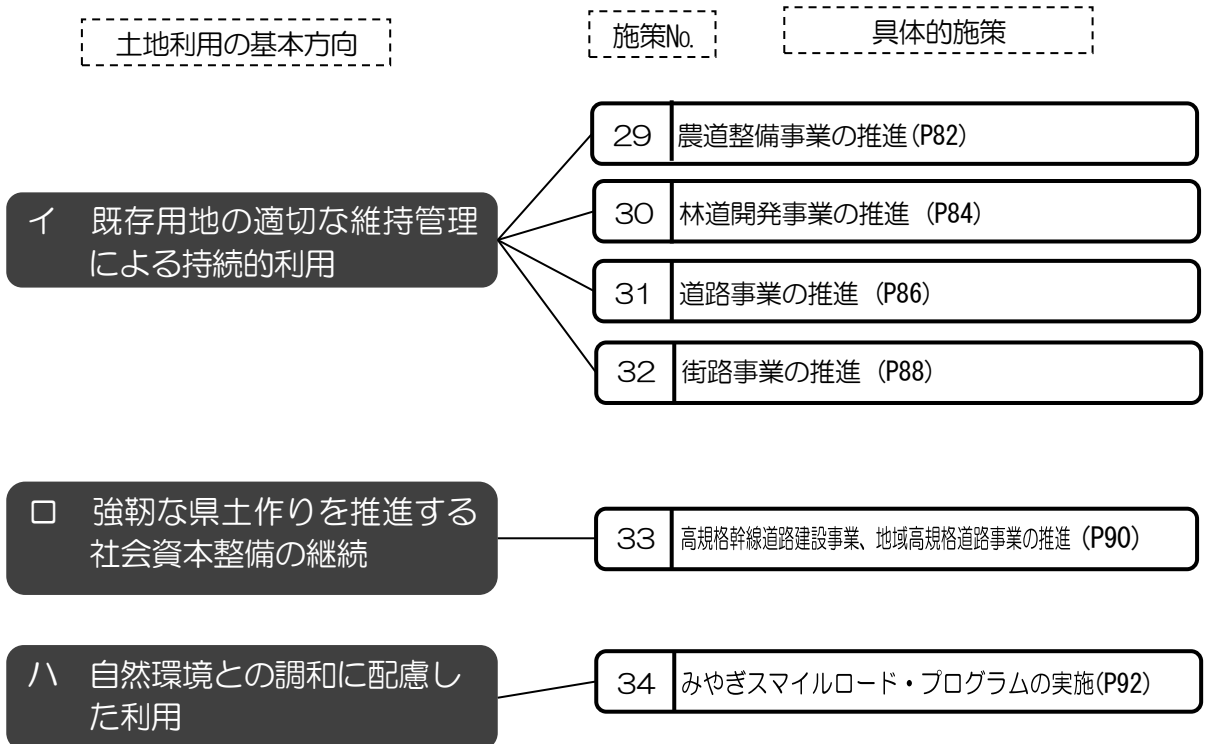 土地利用の基本方向
施策№
具体的施策
イ 既存用地の適切な維持管理
による持続的利用
29 農道整備事業の推進(P82)
30 林道開発事業の推進 (P84)
31 道路事業の推進 (P86)
32 街路事業の推進 (P88)
ロ 強靭な県土作りを推進する
社会資本整備の継続
33 高規格幹線道路建設事業、地域高規格道路事業の推進 (P90)
ハ 自然環境との調和に配慮し
た利用
34 みやぎスマイルロード・プログラムの実施(P92)